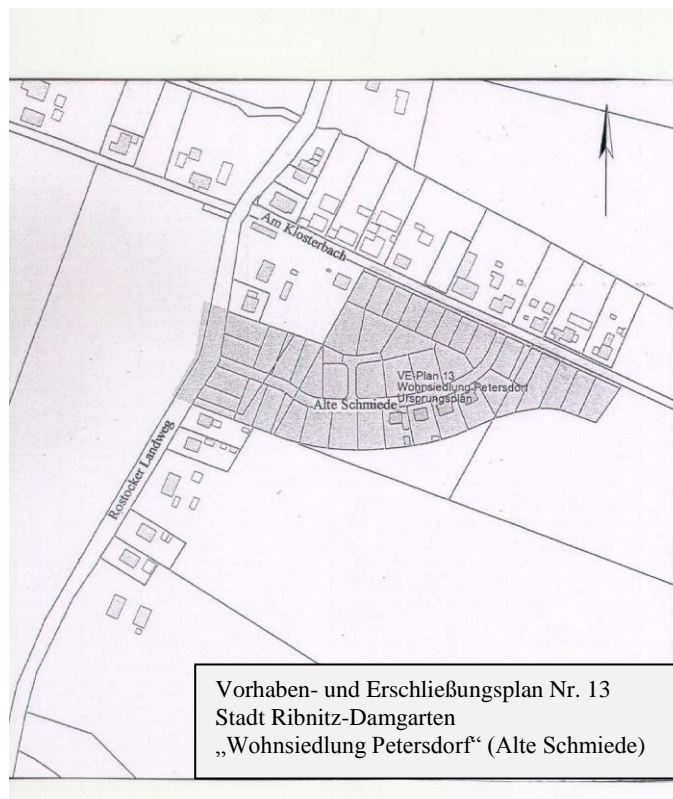 Am Klosterbach
VE-Plan 13
Wohnsiedlung Petersdorf
Ursprungsplan
Alte Schmiede
Rostocker Landweg
Vorhaben- und Erschließungsplan Nr. 13
Stadt Ribnitz-Damgarten
„Wohnsiedlung Petersdorf“ (Alte Schmiede)